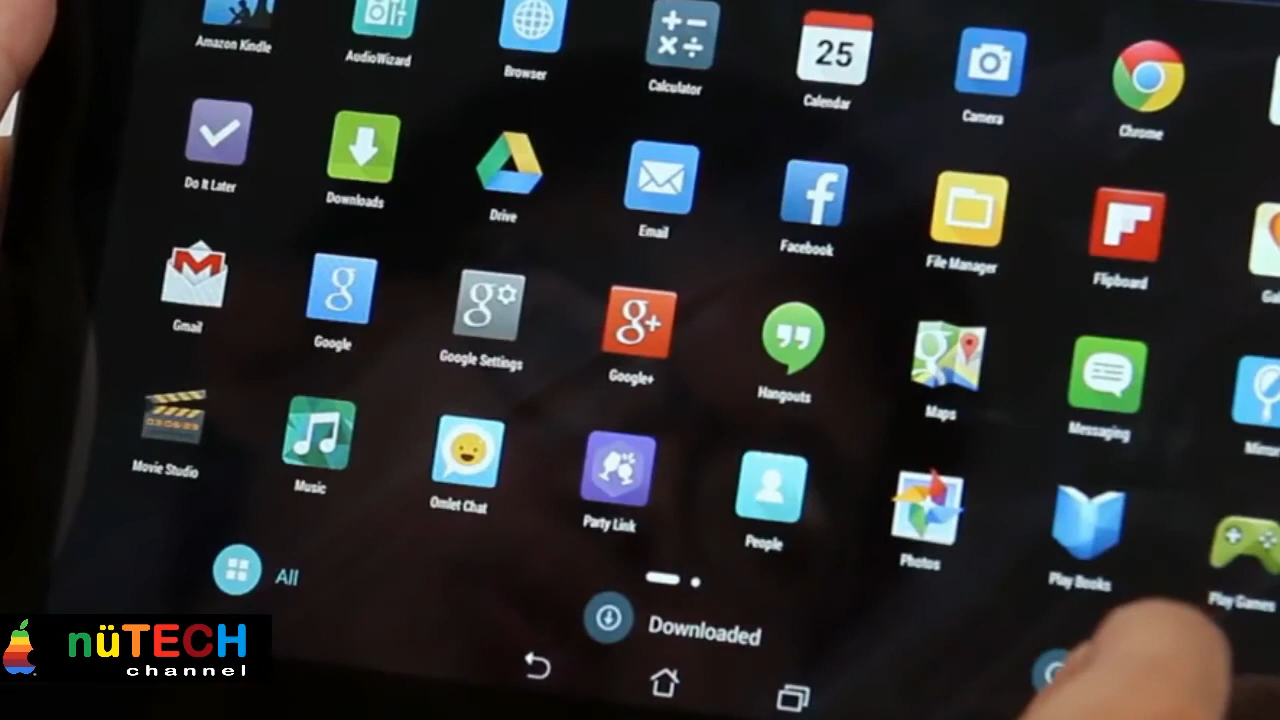 Amazon Kindle
AudioWizard
Browser
Calculator
25
Calendar
Camera
Chrome
Do It Later
Downloads
Drive
Email
f
Facebook
File Manager
Flipboard
Gmail
g
Google
g
Google Settings
g+
Google+
Hangouts
g
Maps
Messaging
Movie Studio
Music
Omlet Chat
Party Link
People
Photos
Play Books
Play Games
All
Downloaded
nüTECH
channel